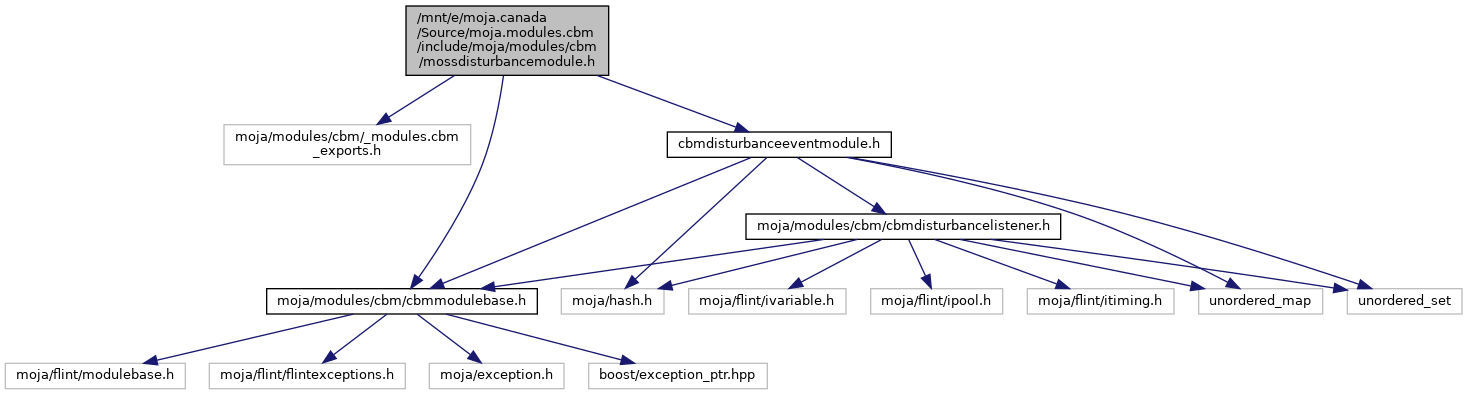 /mnt/e/moja.canada
/Source/moja.modules.cbm
/include/moja/modules/cbm
/mossdisturbancemodule.h
moja/modules/cbm/_modules.cbm
_exports.h
cbmdisturbanceeventmodule.h
moja/modules/cbm/cbmdisturbancelistener.h
moja/modules/cbm/cbmmodulebase.h
moja/hash.h
moja/flint/ivariable.h
moja/flint/ipool.h
moja/flint/itiming.h
unordered_map
unordered_set
moja/flint/modulebase.h
moja/flint/flintexceptions.h
moja/exception.h
boost/exception_ptr.hpp